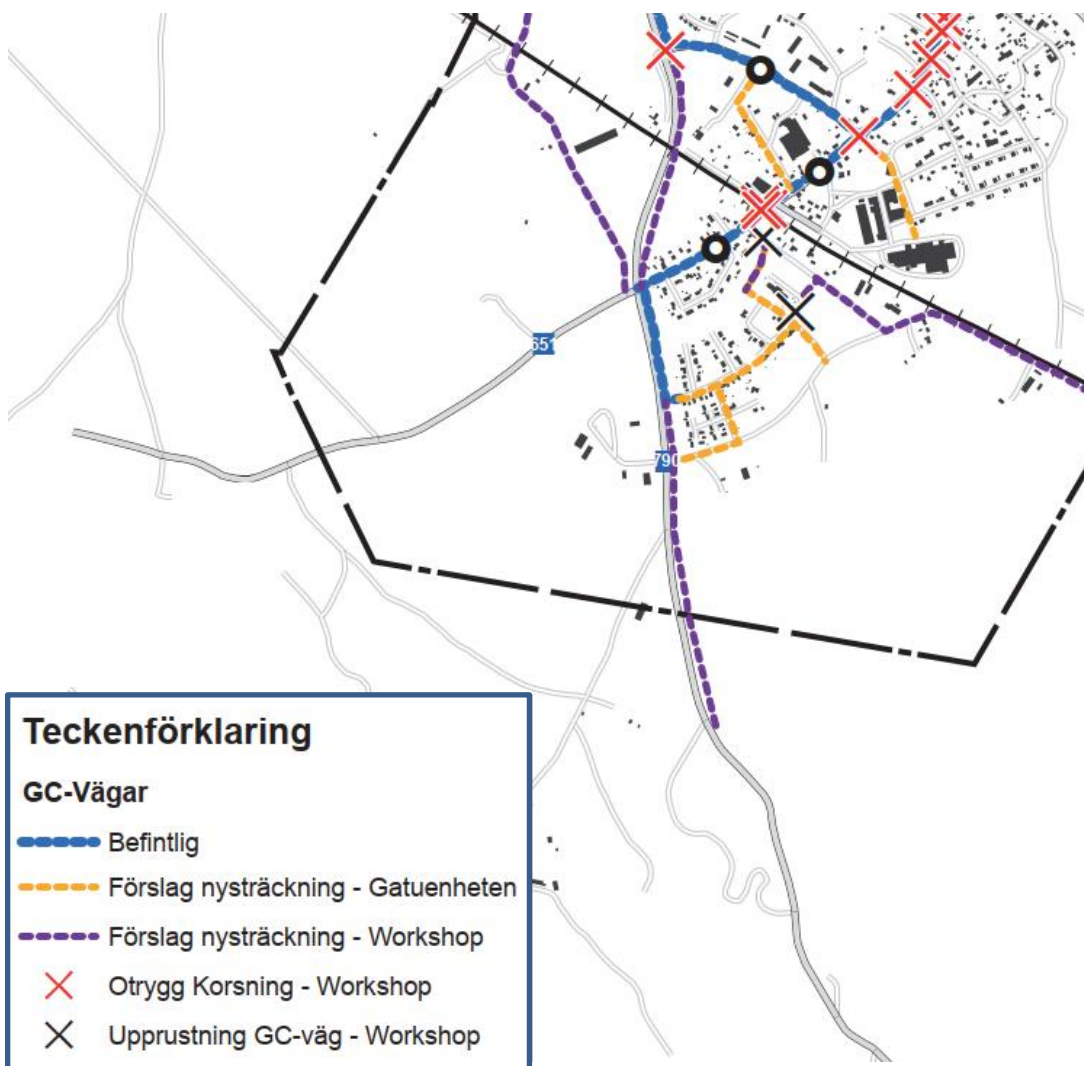 651
790
Teckenförklaring
GC-Vägar
Befintlig
Förslag nysträckning - Gatuenheten
Förslag nysträckning - Workshop
Otrygg Korsning - Workshop
Upprustning GC-väg - Workshop